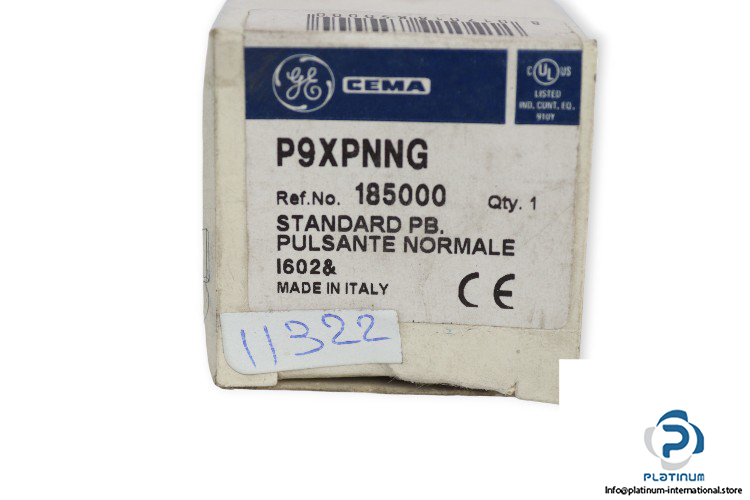 GE CEMA
C UL US
LISTED
IND. CONT. EQ.
91UY
P9XPNNG
Ref.No. 185000 Qty. 1
STANDARD PB.
PULSANTE NORMALE
I602&
MADE IN ITALY
CE
11322
PLATINUM
Info@platinum-international.store